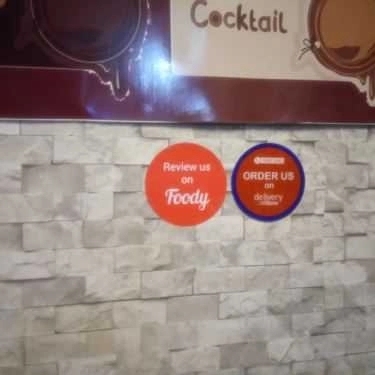 Cocktail
Review us
on
Foody
ORDER US
on
delivery